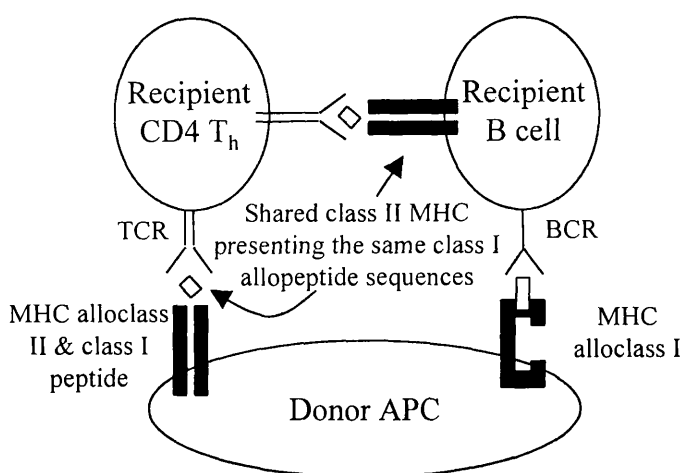 Recipient
CD4 Th
Recipient
B cell
TCR
Shared class II MHC
presenting the same class I
allopeptide sequences
BCR
MHC alloclass
II & class I
peptide
MHC
alloclass I
Donor APC